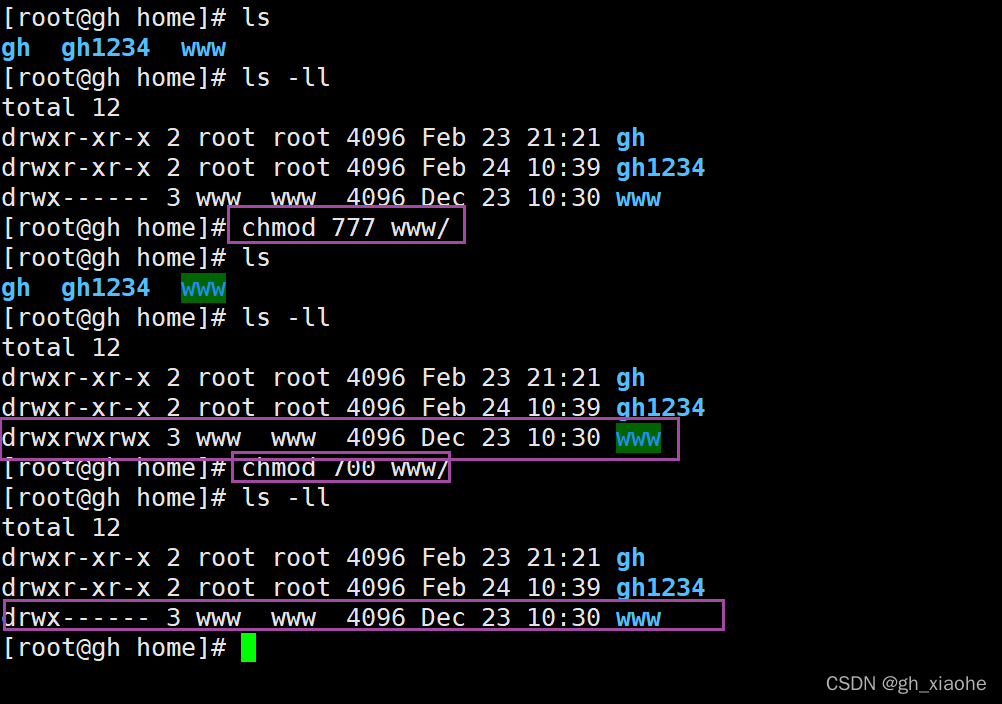 [root@gh home]# ls
gh  gh1234  www
[root@gh home]# ls -ll
total 12
drwxr-xr-x 2 root root 4096 Feb 23 21:21 gh
drwxr-xr-x 2 root root 4096 Feb 24 10:39 gh1234
drwx------ 3 www  www  4096 Dec 23 10:30 www
[root@gh home]# chmod 777 www/
[root@gh home]# ls
gh  gh1234  www
[root@gh home]# ls -ll
total 12
drwxr-xr-x 2 root root 4096 Feb 23 21:21 gh
drwxr-xr-x 2 root root 4096 Feb 24 10:39 gh1234
drwxrwxrwx 3 www  www  4096 Dec 23 10:30 www
[root@gh home]# chmod 700 www/
[root@gh home]# ls -ll
total 12
drwxr-xr-x 2 root root 4096 Feb 23 21:21 gh
drwxr-xr-x 2 root root 4096 Feb 24 10:39 gh1234
drwx------ 3 www  www  4096 Dec 23 10:30 www
[root@gh home]#
CSDN @gh_xiaohe